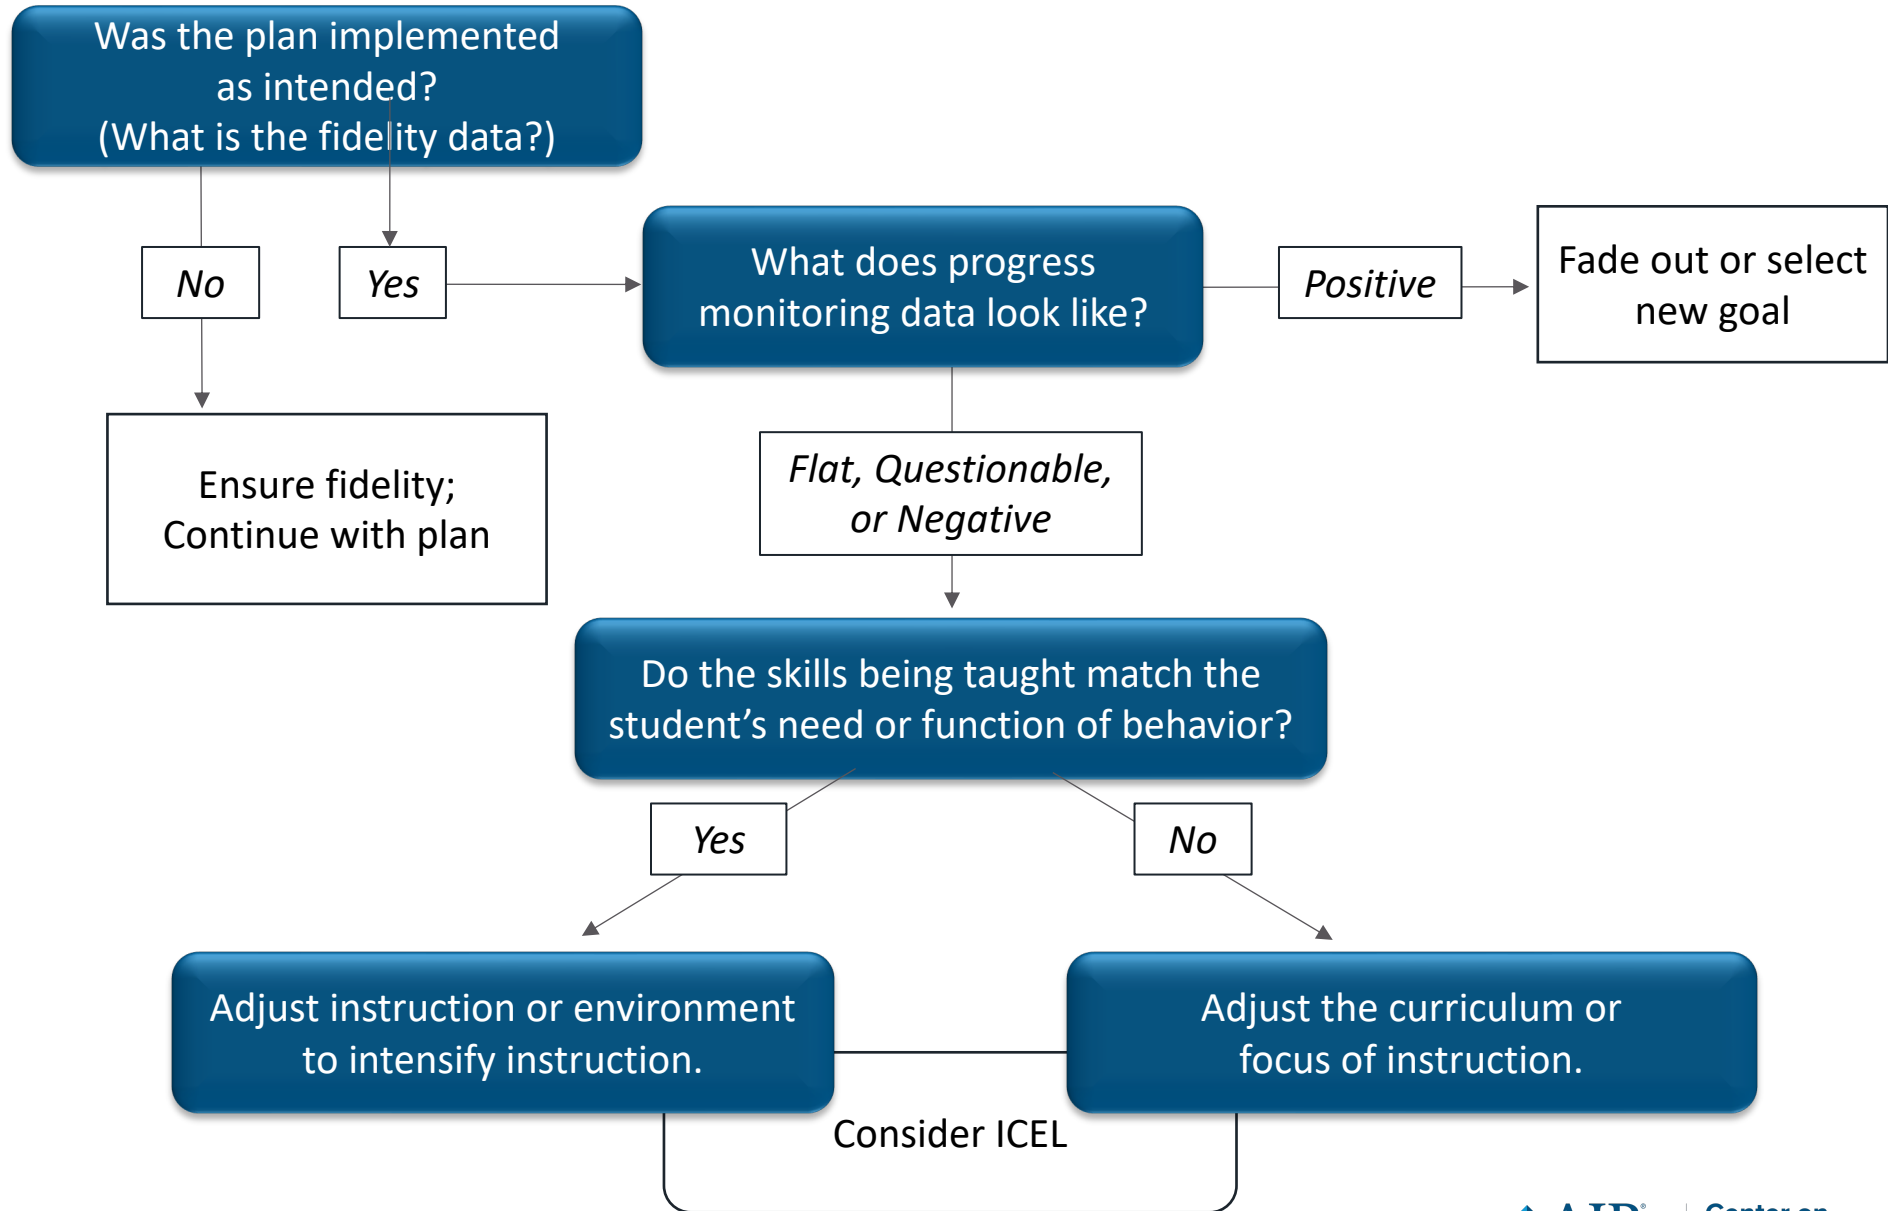 Was the plan implemented
as intended?
(What is the fidelity data?)
No
Yes
What does progress
monitoring data look like?
Positive
Fade out or select
new goal
Ensure fidelity;
Continue with plan
Flat, Questionable,
or Negative
Do the skills being taught match the
student’s need or function of behavior?
Yes
No
Adjust instruction or environment
to intensify instruction.
Adjust the curriculum or
focus of instruction.
Consider ICEL
AIR®
Center on